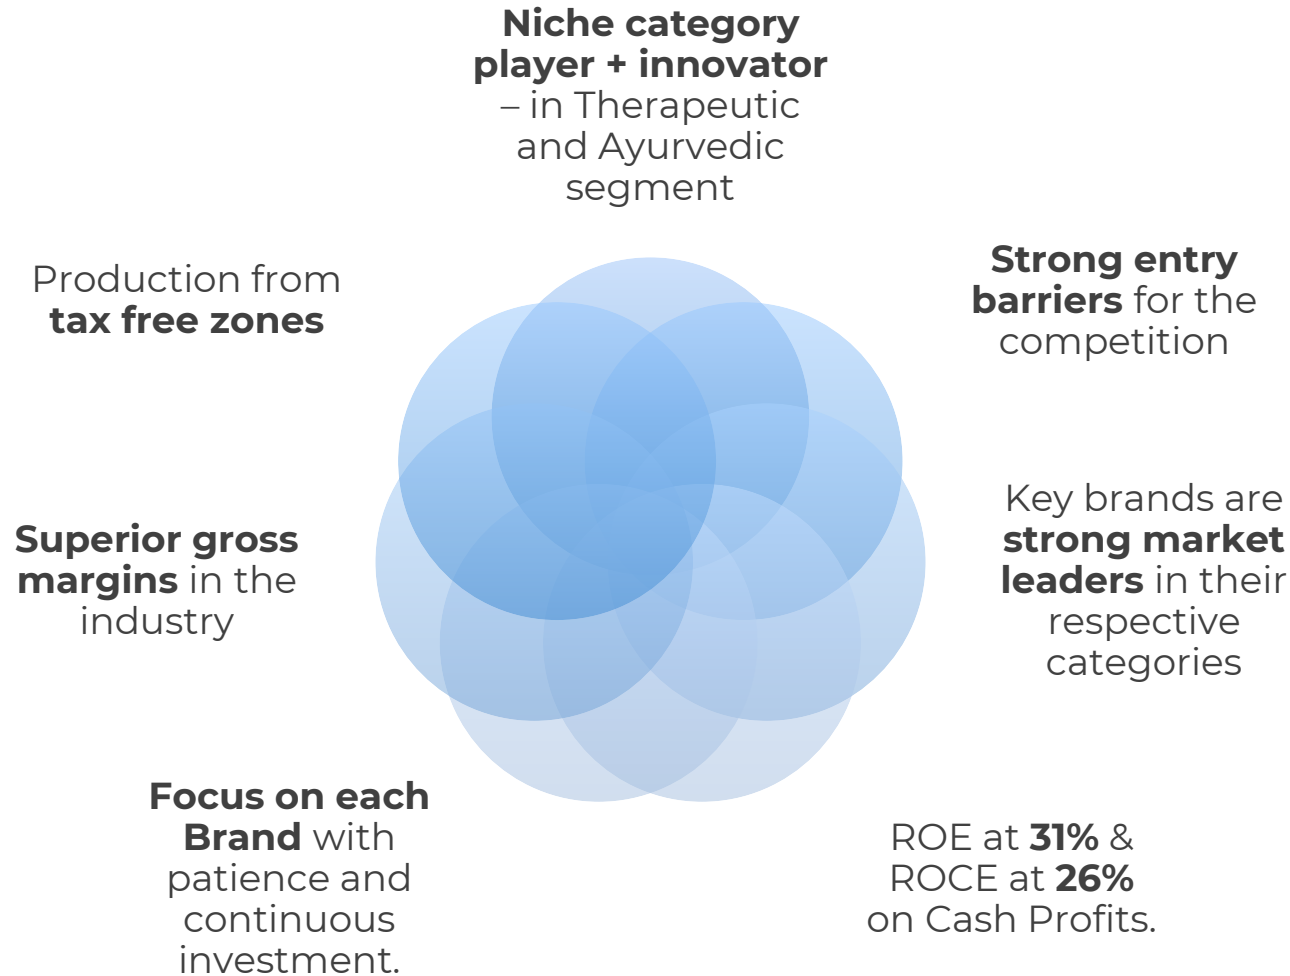 Niche category
player + innovator
– in Therapeutic
and Ayurvedic
segment
Strong entry
barriers for the
competition
Key brands are
strong market
leaders in their
respective
categories
ROE at 31% &
ROCE at 26%
on Cash Profits.
Focus on each
Brand with
patience and
continuous
investment.
Superior gross
margins in the
industry
Production from
tax free zones